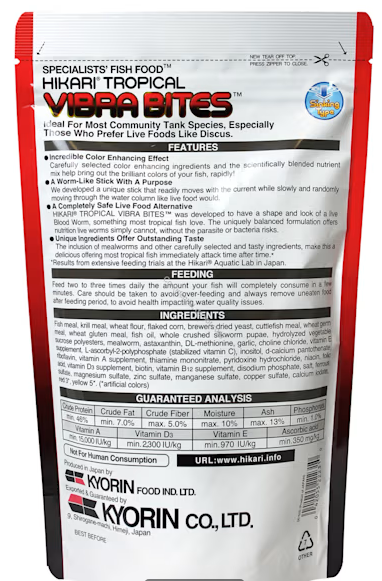 NEW TEAR OFF TOP
PRESS ZIPPER TO CLOSE
SPECIALISTS' FISH FOOD™
HIKARI® TROPICAL
VIBRA BITES™
Sinking Type
Ideal For Most Community Tank Species, Especially
Those Who Prefer Live Foods Like Discus.
FEATURES
● Incredible Color Enhancing Effect
Carefully selected color enhancing ingredients and the scientifically blended nutrient
mix help bring out the brilliant colors of your fish, rapidly!
● A Worm-Like Stick With A Purpose
We developed a unique stick that readily moves with the current while slowly and randomly
moving through the water column like live food would.
● A Completely Safe Live Food Alternative
HIKARI® TROPICAL VIBRA BITES™ was developed to have a shape and look of a live
Blood Worm, something most tropical fish love. The uniquely balanced formulation offers
nutrition live worms simply cannot, without the parasite or bacteria risks.
● Unique Ingredients Offer Outstanding Taste
The inclusion of mealworms and other carefully selected and tasty ingredients, make this a
delicious offering most tropical fish immediately attack time after time.*
*Results from extensive feeding trials at the Hikari® Aquatic Lab in Japan.
FEEDING
Feed two to three times daily the amount your fish will completely consume in a few
minutes. Care should be taken to avoid over-feeding and always remove uneaten food
after feeding period, to avoid health impacting water quality issues.
INGREDIENTS
Fish meal, krill meal, wheat flour, flaked corn, brewers dried yeast, cuttlefish meal, wheat germ
meal, wheat gluten meal, fish oil, whole crushed silkworm pupae, hydrolyzed vegetable
sucrose polyesters, mealworm, astaxanthin, DL-methionine, garlic, choline chloride, vitamin E
supplement, L-ascorbyl-2-polyphosphate (stabilized vitamin C), inositol, d-calcium pantothenate,
riboflavin, vitamin A supplement, thiamine mononitrate, pyridoxine hydrochloride, niacin, folic
acid, vitamin D3 supplement, biotin, vitamin B12 supplement, disodium phosphate, salt, ferrous
sulfate, magnesium sulfate, zinc sulfate, manganese sulfate, copper sulfate, calcium iodate,
red 3*, yellow 5*. (*artificial colors)
GUARANTEED ANALYSIS
Crude Protein Crude Fat Crude Fiber Moisture Ash Phosphorus
min. 46% min. 7.0% max. 5.0% max. 10% max. 13% min. 1.0%
Vitamin A Vitamin D3 Vitamin E Ascorbic acid
min. 15,000 IU/kg min.2300 IU/kg min.970 IU/kg min.350 mg/kg
Not For Human Consumption
URL:www.hikari.info
Produced in Japan by
KYORIN FOOD IND. LTD.
Exported & Guaranteed by
KYORIN CO., LTD.
9, Shirogane-machi, Himeji, Japan
BEST BEFORE
7
OTHER